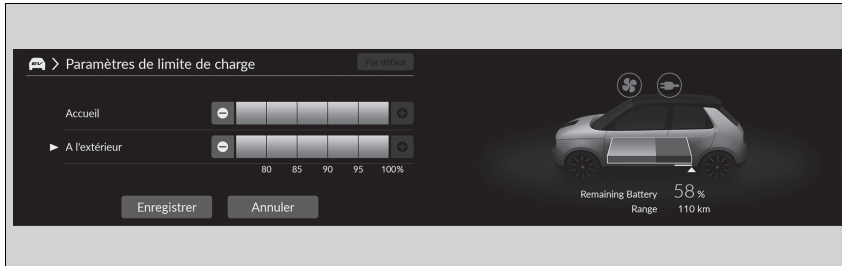 EV > Paramètres de limite de charge
Par défaut
Accueil
A l'extérieur
80 85 90 95 100%
Enregistrer Annuler
Remaining Battery 58 %
Range 110 km